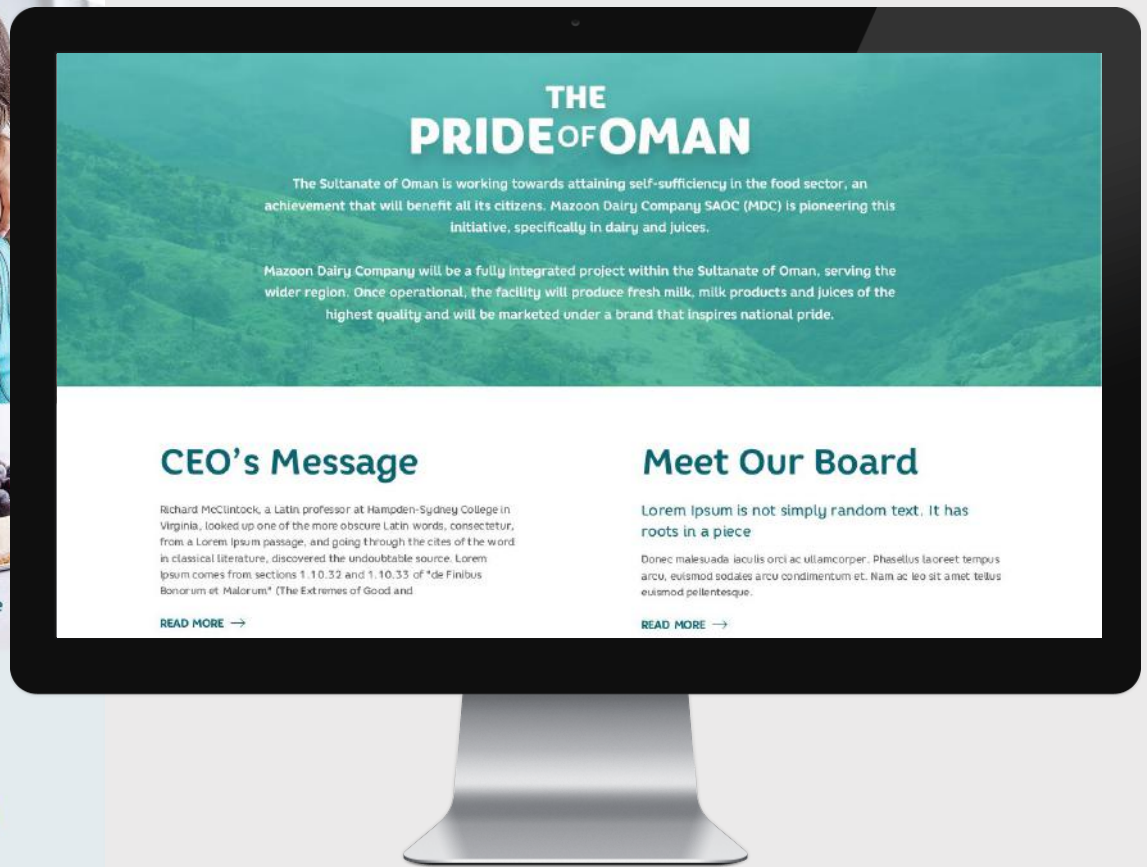 THE
PRIDE OF OMAN
The Sultanate of Oman is working towards attaining self-sufficiency in the food sector, an
achievement that will benefit all its citizens. Mazoon Dairy Company SAOC (MDC) is pioneering this
initiative, specifically in dairy and juices.
Mazoon Dairy Company will be a fully integrated project within the Sultanate of Oman, serving the
wider region. Once operational, the facility will produce fresh milk, milk products and juices of the
highest quality and will be marketed under a brand that inspires national pride.
CEO's Message
Richard McClintock, a Latin professor at Hampden-Sydney College in
Virginia, looked up one of the more obscure Latin words, consectetur,
from a Lorem Ipsum passage, and going through the cites of the word
in classical literature, discovered the undoubtable source. Lorem
Ipsum comes from sections 1.10.32 and 1.10.33 of "de Finibus
Bonorum et Malorum" (The Extremes of Good and
READ MORE →
Meet Our Board
Lorem Ipsum is not simply random text. It has
roots in a piece
Donec malesuada iaculis orci ac ullamcorper. Phasellus laoreet tempus
arcu, euismod sodales arcu condimentum et. Nam ac leo sit amet tellus
euismod pellentesque.
READ MORE →